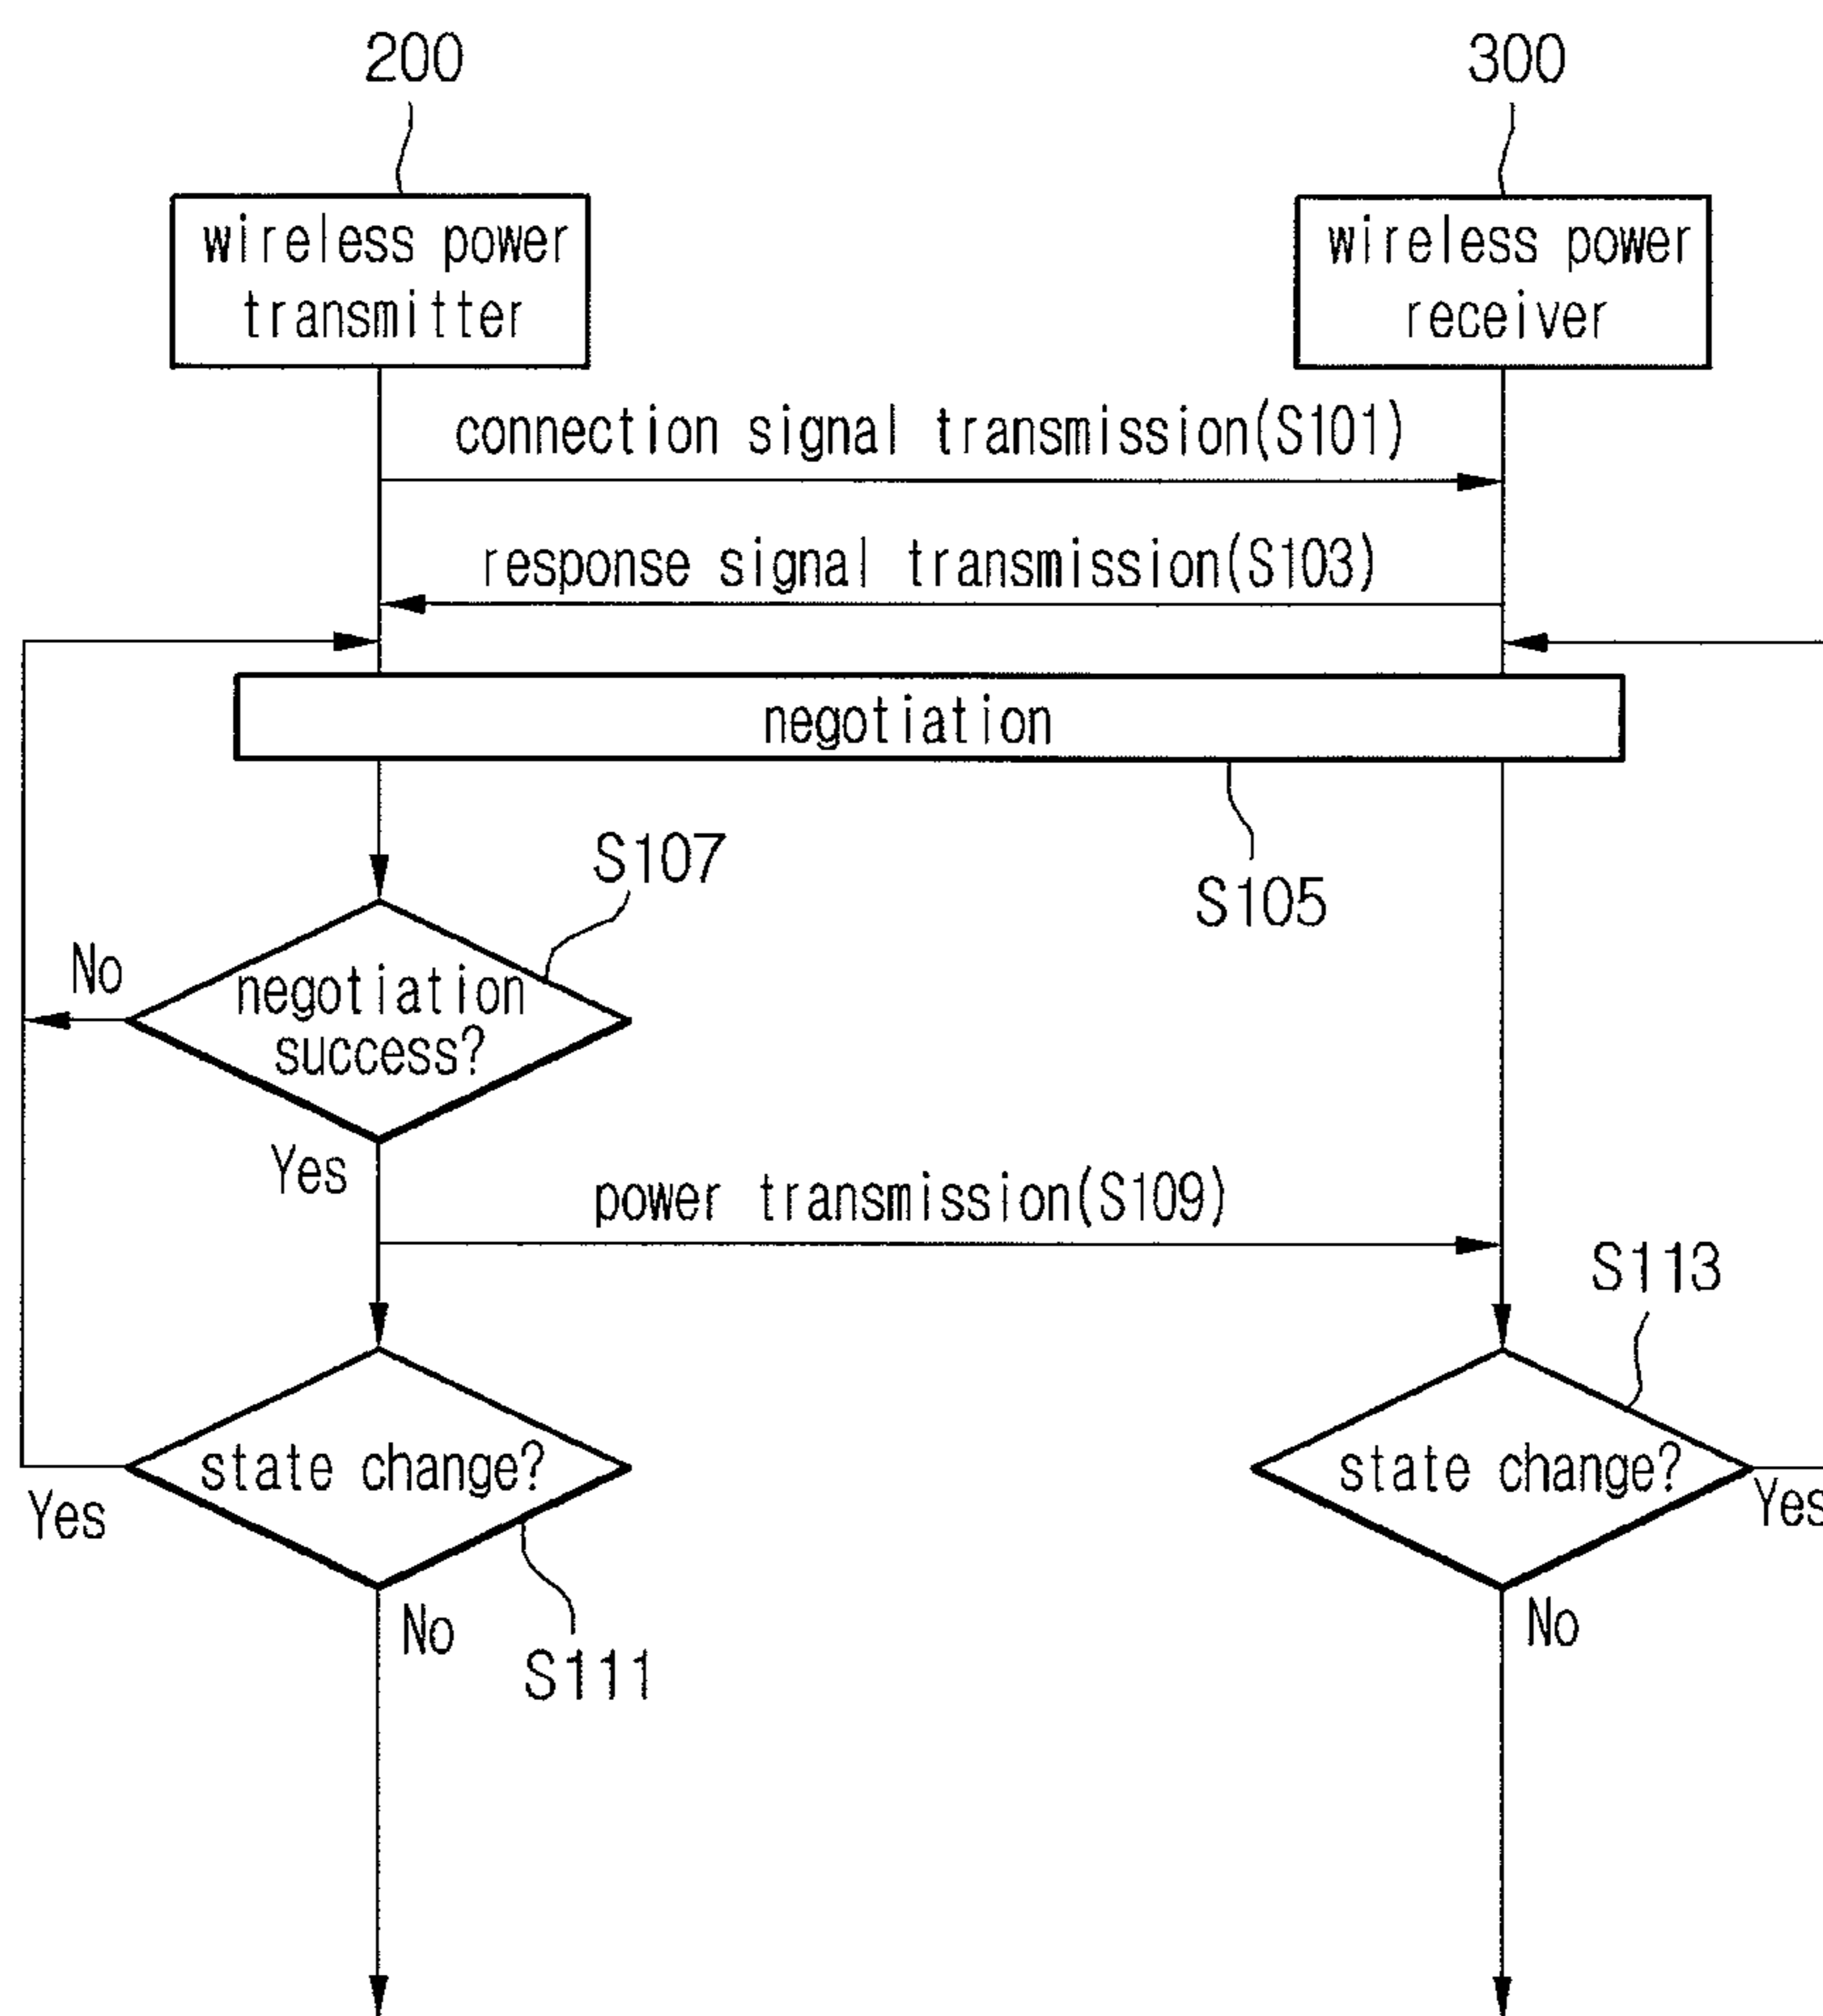 200
300
wireless power
transmitter
wireless power
receiver
connection signal transmission(S101)
response signal transmission(S103)
negotiation
S107
S105
No
negotiation
success?
Yes
power transmission(S109)
S113
state change?
Yes
state change?
Yes
No
S111
No